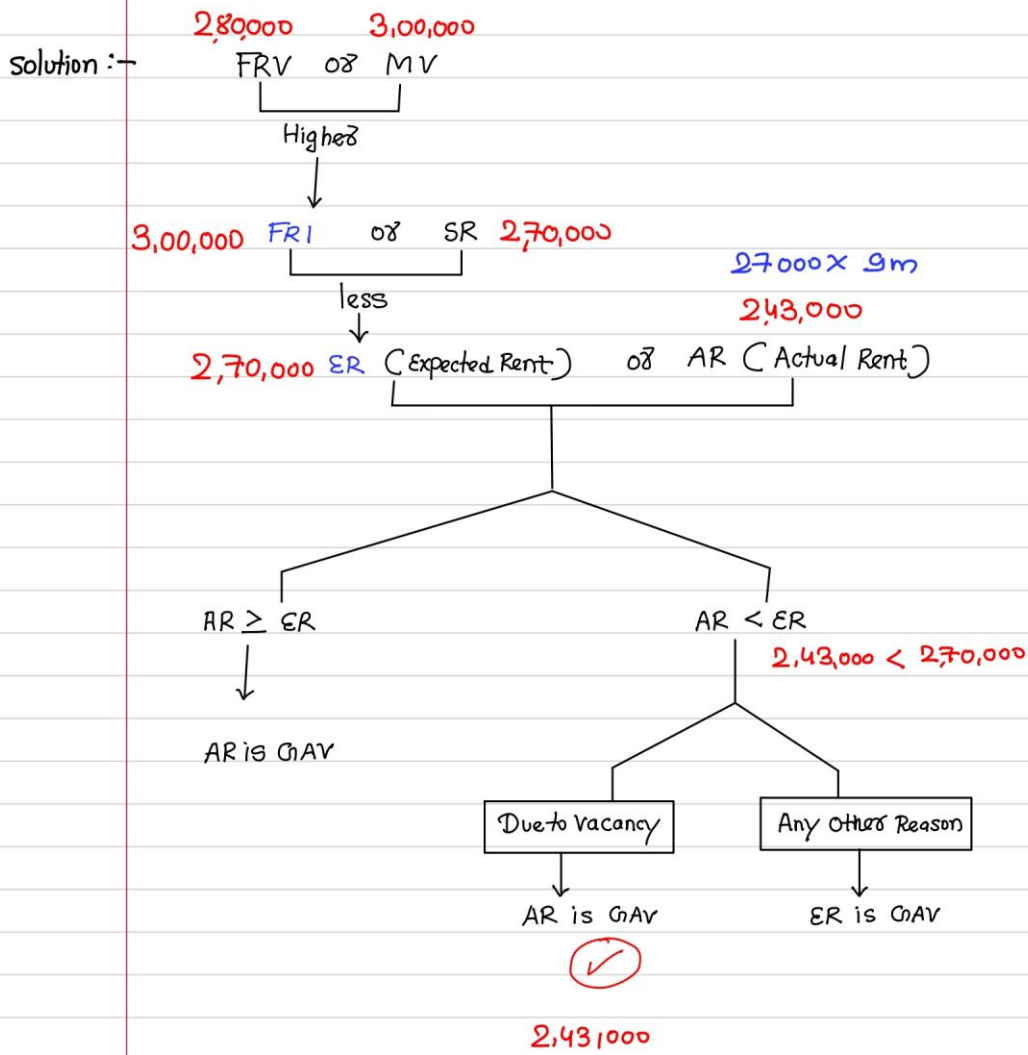 2,80,000 3,00,000
Solution :- FRV or MV
Higher
3,00,000 FR1 or SR 2,70,000
27000 x 9m
less
2,43,000
2,70,000 ER (Expected Rent) or AR (Actual Rent)
AR ≥ ER AR < ER
2,43,000 < 2,70,000
AR is GAV
Due to Vacancy Any Other Reason
AR is GAV ER is GAV
✓
2,43,000